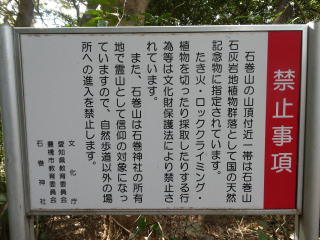 禁止事項
石巻山の山頂付近一帯は石巻山
石灰岩地植物群落として国の天然
記念物に指定されています。
たき火・ロッククライミング・
植物を切ったり採取したりする行
為等は文化財保護法により禁止さ
れています。
また、石巻山は石巻神社の所有
地で霊山として信仰の対象になっ
ていますので、自然歩道以外の場
所への進入を禁止します。
文化庁
愛知県教育委員会
豊橋市教育委員会
石巻神社